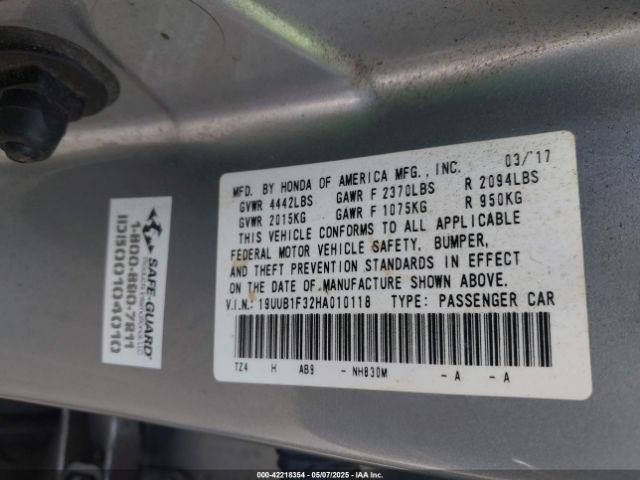 MFD. BY HONDA OF AMERICA MFG., INC. 03/'17
GVWR 4442LBS GAWR F 2370LBS R 2094LBS
GVWR 2015KG GAWR F 1075KG R 950KG
THIS VEHICLE CONFORMS TO ALL APPLICABLE
FEDERAL MOTOR VEHICLE SAFETY, BUMPER,
AND THEFT PREVENTION STANDARDS IN EFFECT
ON THE DATE OF MANUFACTURE SHOWN ABOVE.
V.I.N.: 19UUB1F32HA010118 TYPE: PASSENGER CAR
TZ4 H AB9 - NH830M - A - A
SAFE-GUARD
1-800-890-7211
000-42218354 | 05/07/2025 | IAA Inc.